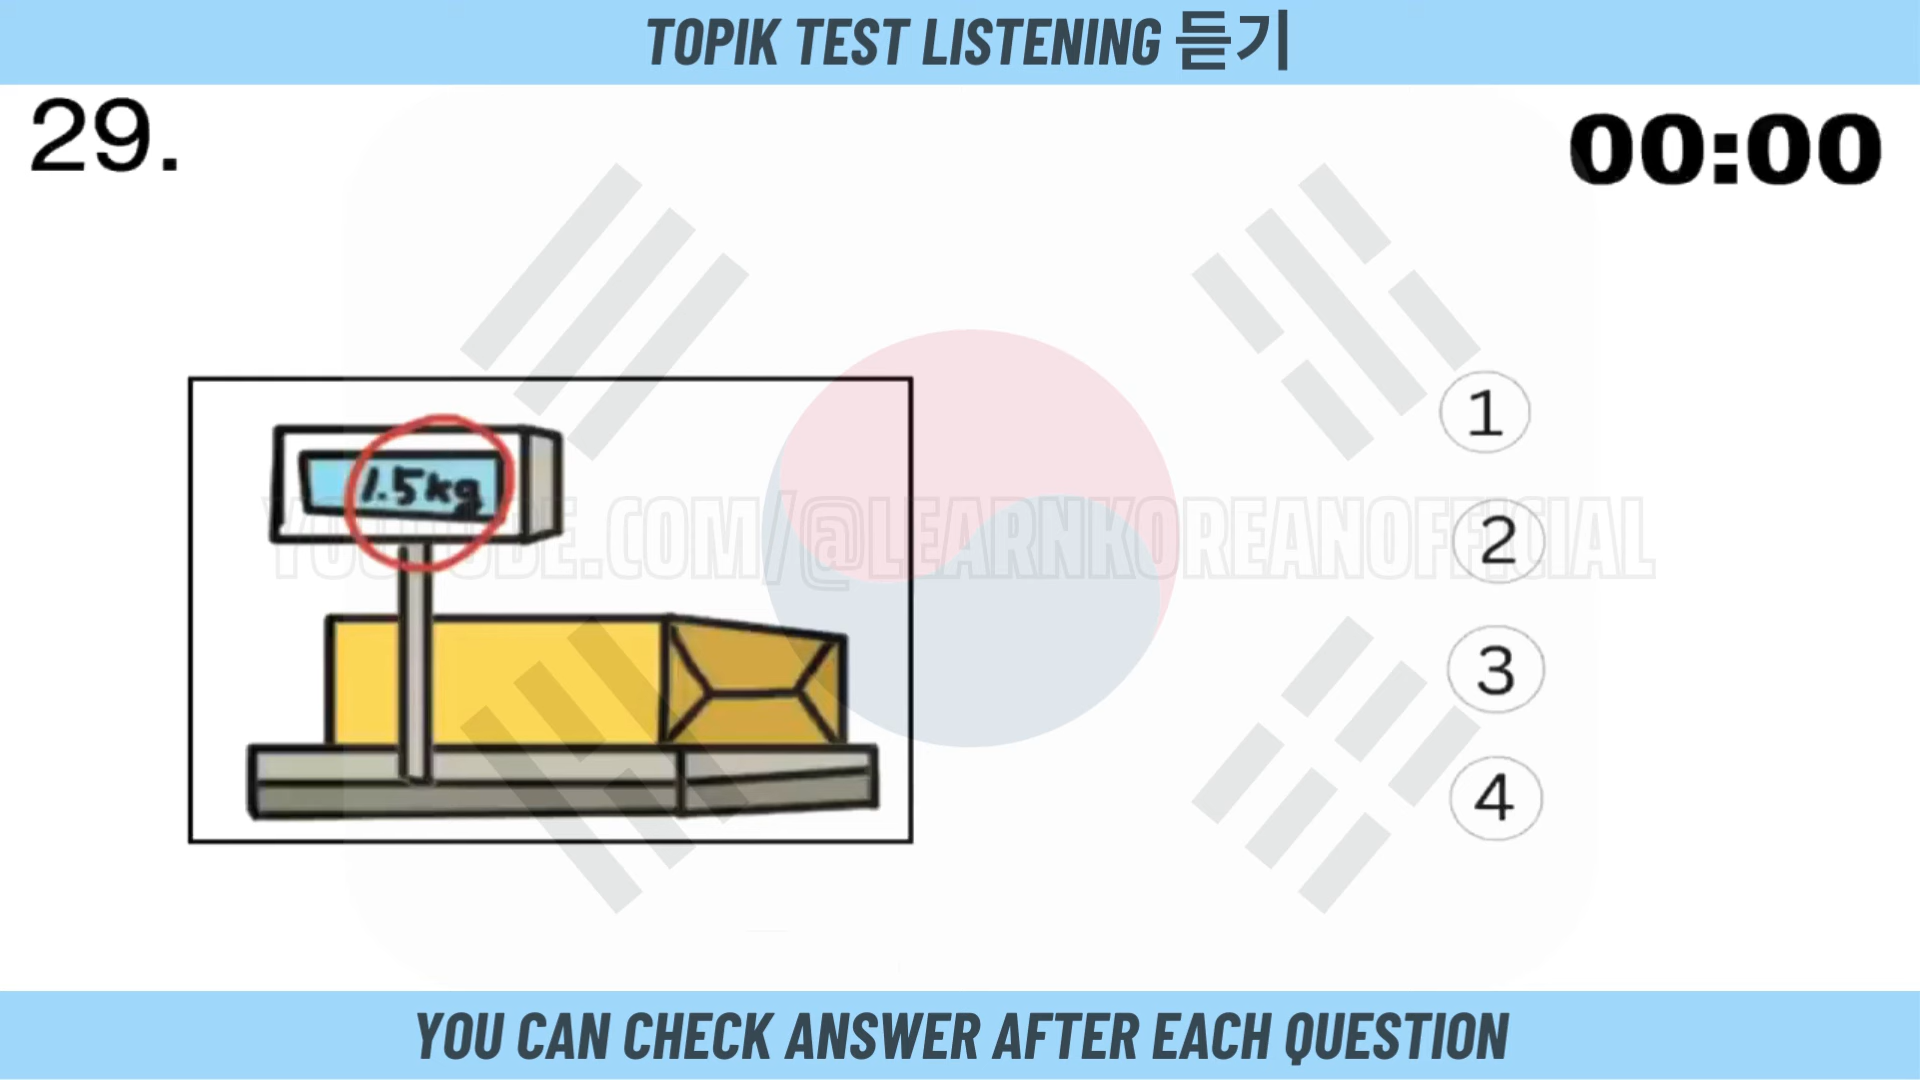 TOPIK TEST LISTENING 듣기
29.
00:00
1.5kg
YOUTUBE.COM/@LEARNKOREANOFFICIAL
1
2
3
4
YOU CAN CHECK ANSWER AFTER EACH QUESTION